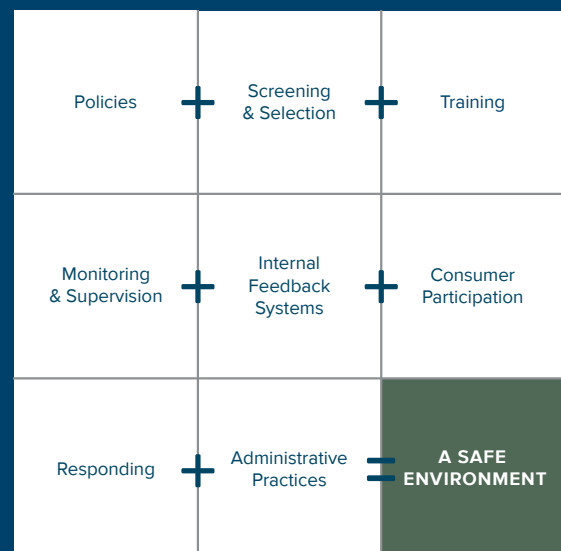 Policies
+
Screening
& Selection
+
Training
Monitoring
& Supervision
+
Internal
Feedback
Systems
+
Consumer
Participation
Responding
+
Administrative
Practices
=
A SAFE
ENVIRONMENT